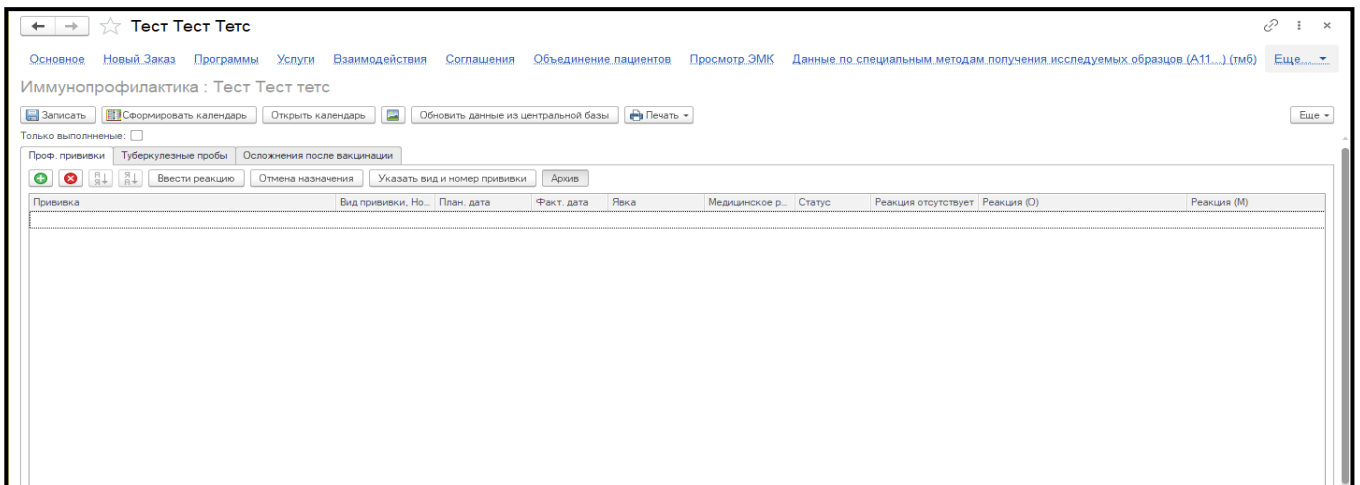 Тест Тест Тетс
Основное Новый Заказ Программы Услуги Взаимодействия Соглашения Объединение пациентов Просмотр ЭМК Данные по специальным методам получения исследуемых образцов (A11....) (тмб) Еще...
Иммунопрофилактика : Тест Тест тетс
Записать Сформировать календарь Открыть календарь Обновить данные из центральной базы Печать Еще
Только выполнненые:
Проф. прививки Туберкулезные пробы Осложнения после вакцинации
Ввести реакцию Отмена назначения Указать вид и номер прививки Архив
Прививка Вид прививки, Но... План. дата Факт. дата Явка Медицинское р... Статус Реакция отсутствует Реакция (О) Реакция (М)